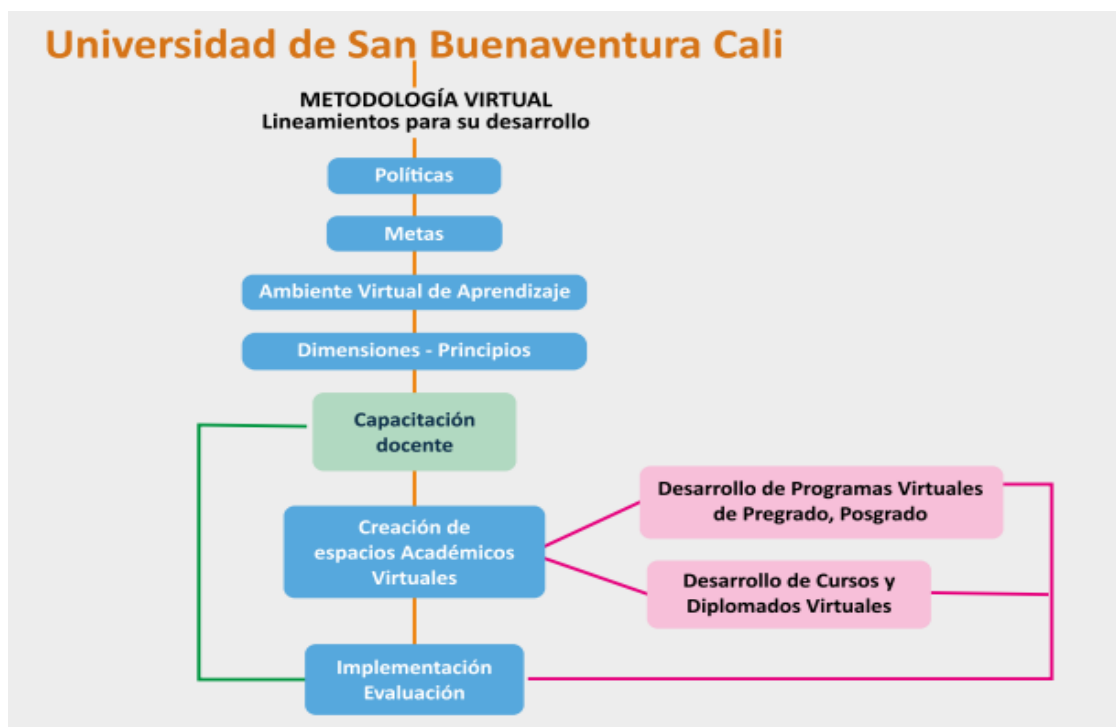 Universidad de San Buenaventura Cali
METODOLOGÍA VIRTUAL
Lineamientos para su desarrollo
Políticas
Metas
Ambiente Virtual de Aprendizaje
Dimensiones - Principios
Capacitación
docente
Creación de
espacios Académicos
Virtuales
Desarrollo de Programas Virtuales
de Pregrado, Posgrado
Desarrollo de Cursos y
Diplomados Virtuales
Implementación
Evaluación